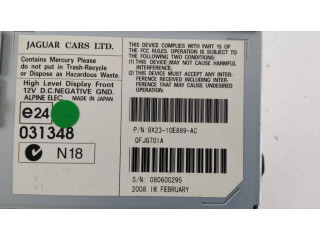 JAGUAR CARS LTD.
Contains Mercury Please
do not put in Trash-Recycle
or Dispose as Hazardous Waste.
High Level Display Front
12V D.C.NEGATIVE GND.
ALPINE ELEC. MADE IN JAPAN
e24
031348
N18
THIS DEVICE COMPLIES WITH PART 15 OF
THE FCC RULES. OPERATION IS SUBJECT TO THE FOLLOWING
TWO CONDITIONS:
(1) THIS DEVICE MAY NOT CAUSE HARMFUL
INTERFERENCE, AND
(2) THIS DEVICE MUST ACCEPT ANY INTER-
FERENCE RECEIVED INCLUDING INTERFERENCE
THAT MAY CAUSE UNDESIRED OPERATION.
P/N 8X23-10E889-AC
QFJG701A
S/N: 080600295
2008. IW. FEBRUARY